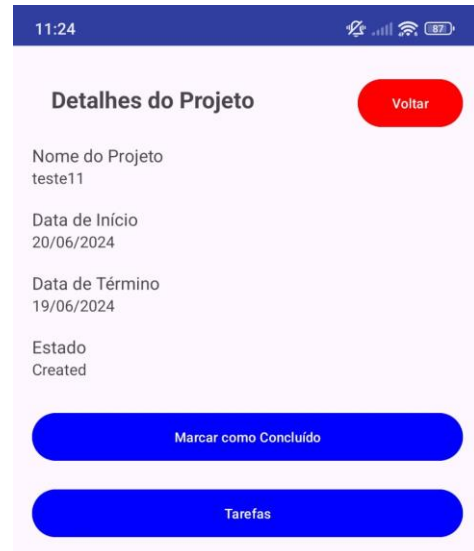 11:24
87
Detalhes do Projeto
Voltar
Nome do Projeto
teste11
Data de Início
20/06/2024
Data de Término
19/06/2024
Estado
Created
Marcar como Concluído
Tarefas